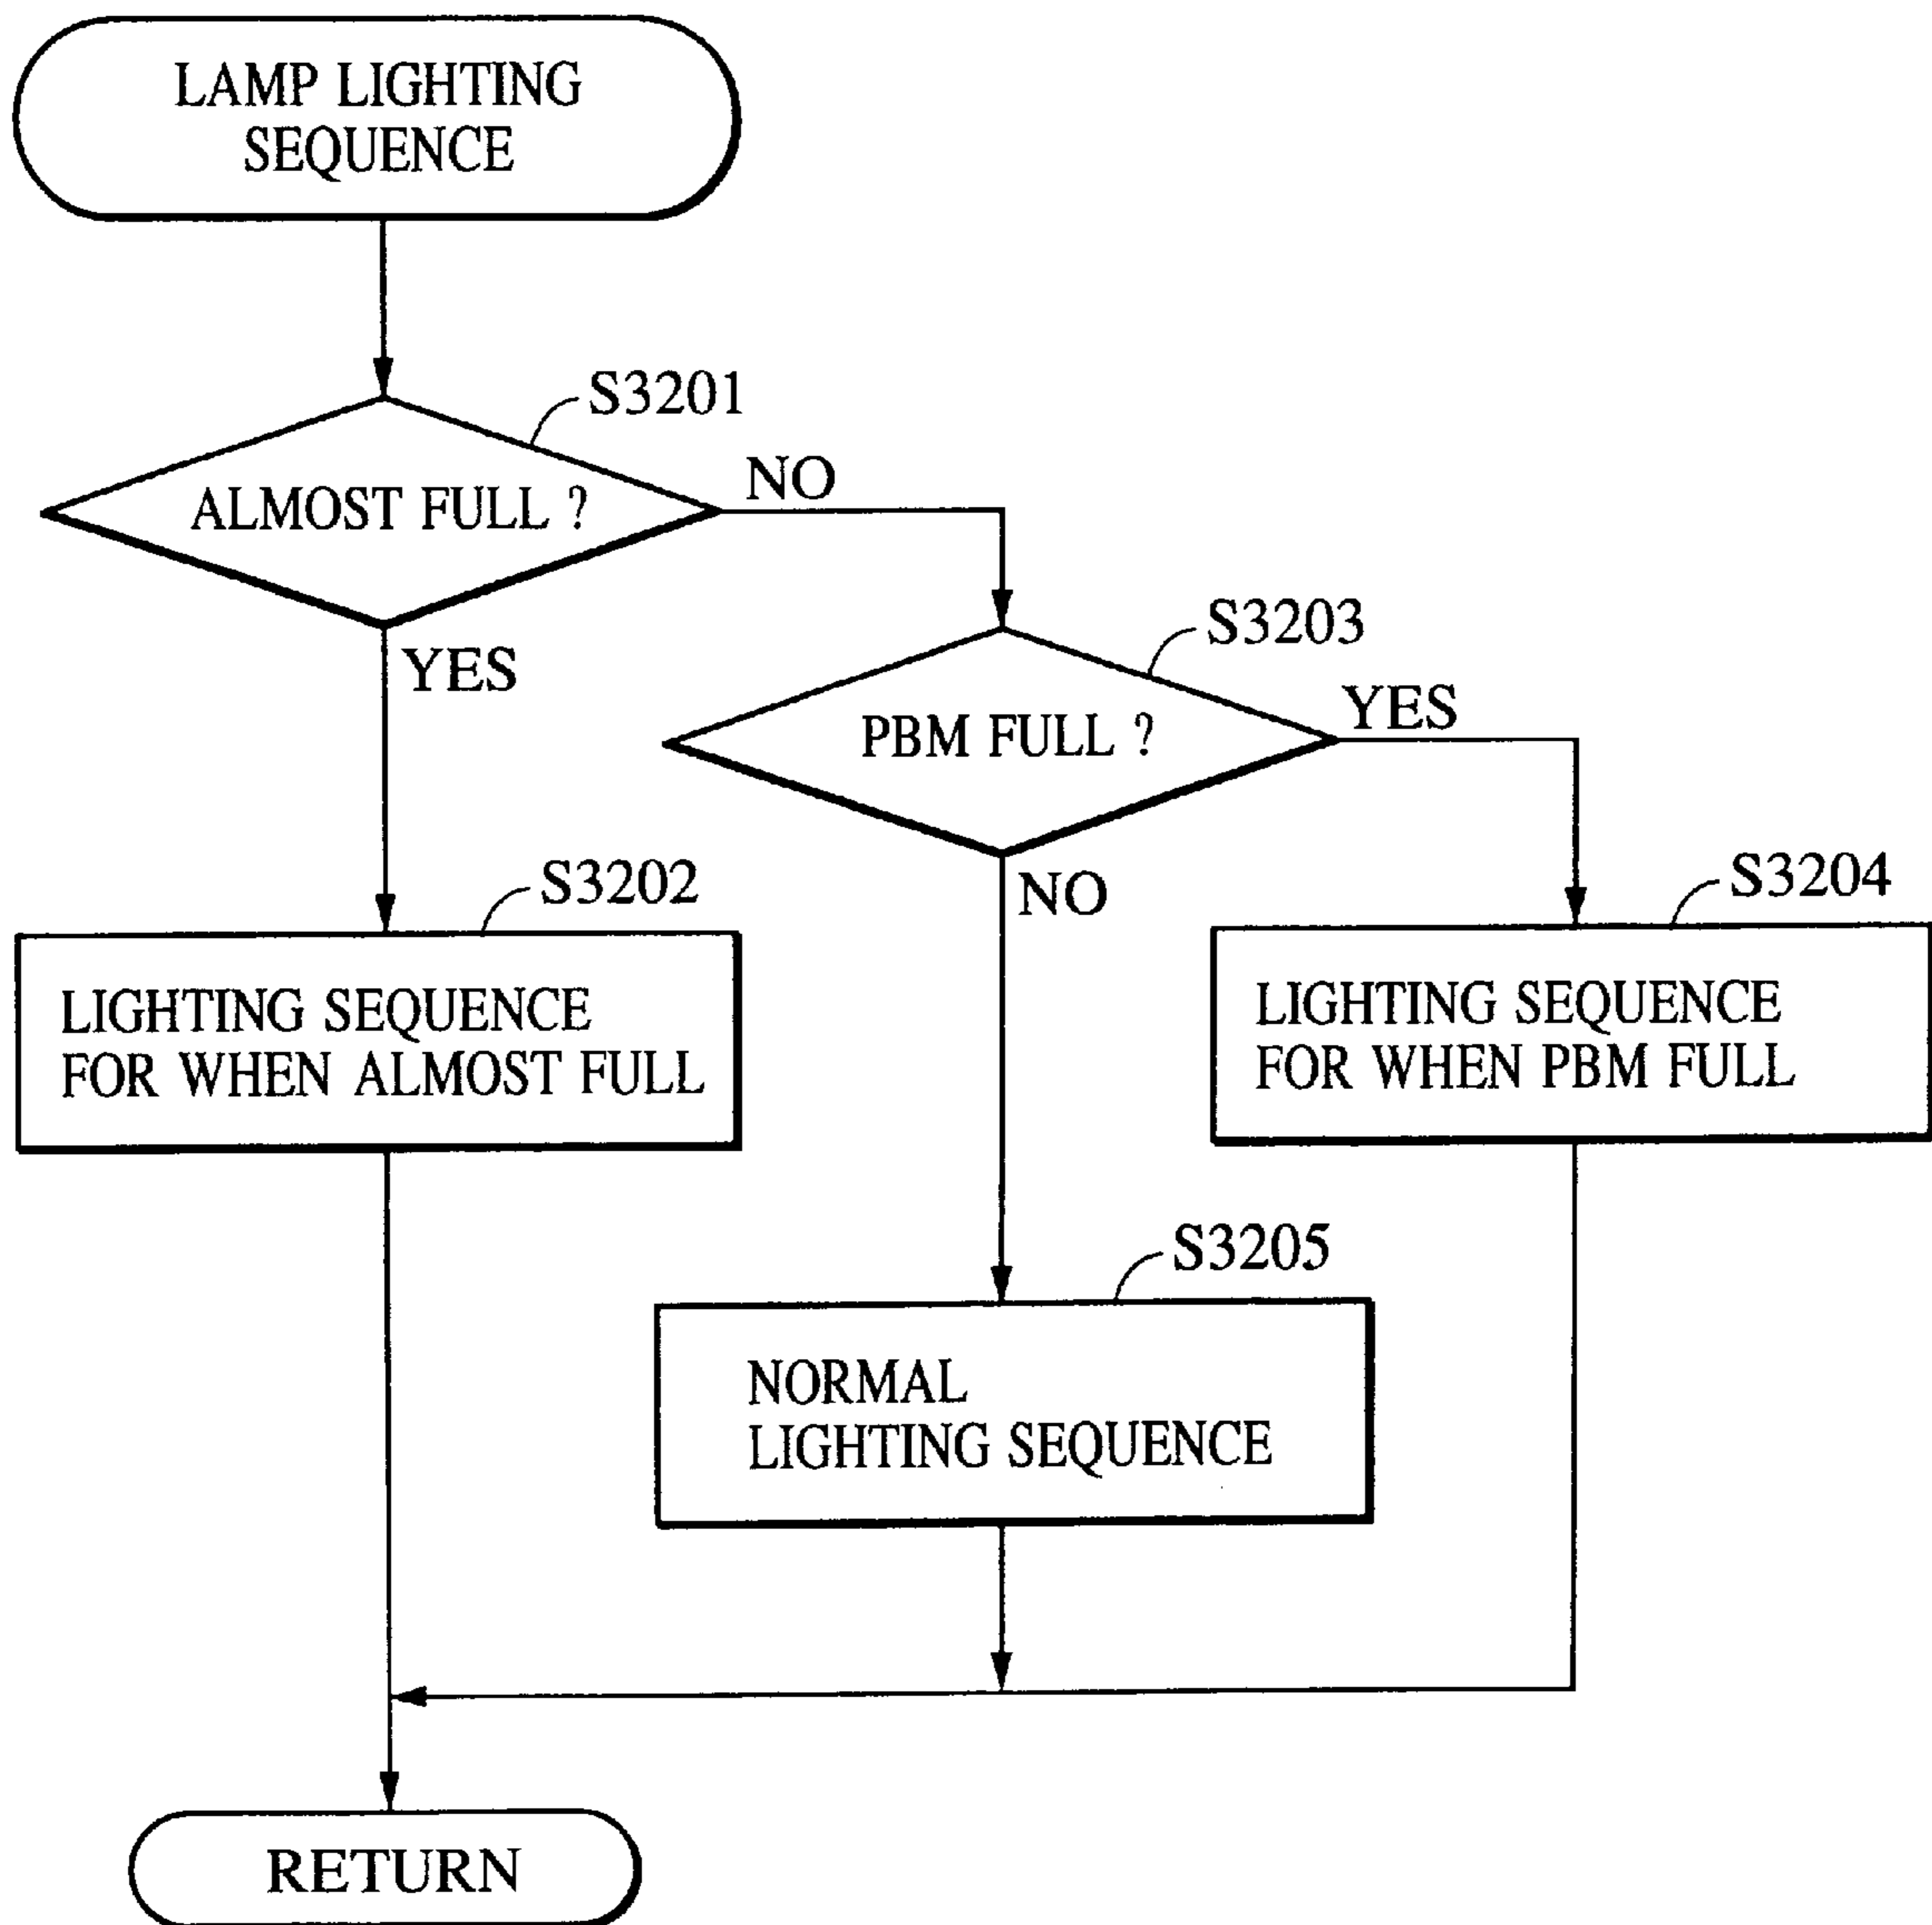 LAMP LIGHTING
SEQUENCE
S3201
ALMOST FULL ?
NO
YES
S3203
PBM FULL ?
YES
NO
S3202
LIGHTING SEQUENCE
FOR WHEN ALMOST FULL
S3204
LIGHTING SEQUENCE
FOR WHEN PBM FULL
S3205
NORMAL
LIGHTING SEQUENCE
RETURN